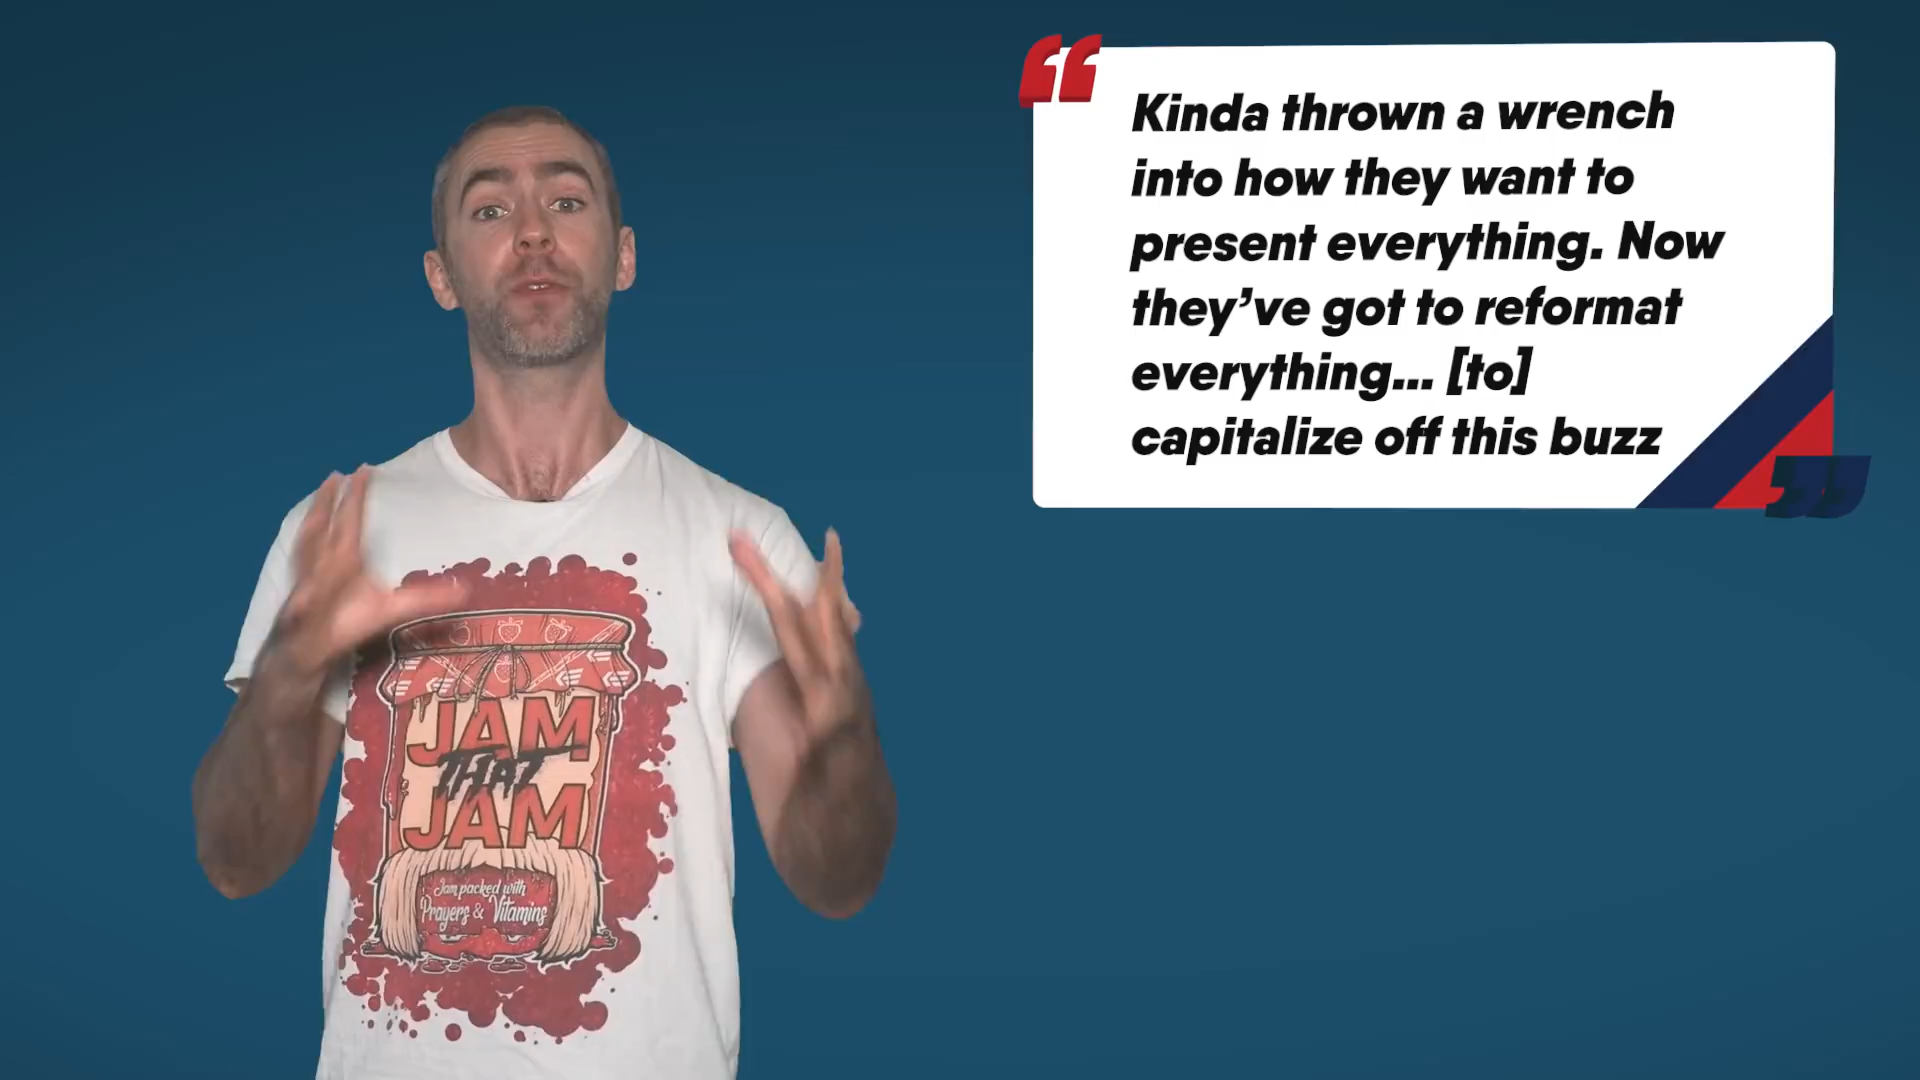 Kinda thrown a wrench
into how they want to
present everything. Now
they've got to reformat
everything... [to]
capitalize off this buzz
JAM
THAT
JAM
Jam packed with
Prayers & Vitamins